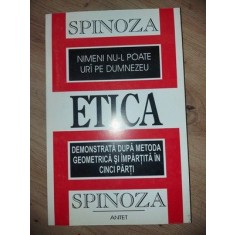 SPINOZA
NIMENI NU-L POATE
URÎ PE DUMNEZEU
ETICA
DEMONSTRATĂ DUPĂ METODA
GEOMETRICĂ ȘI ÎMPĂRȚITĂ ÎN
CINCI PĂRȚI
SPINOZA
ANTET